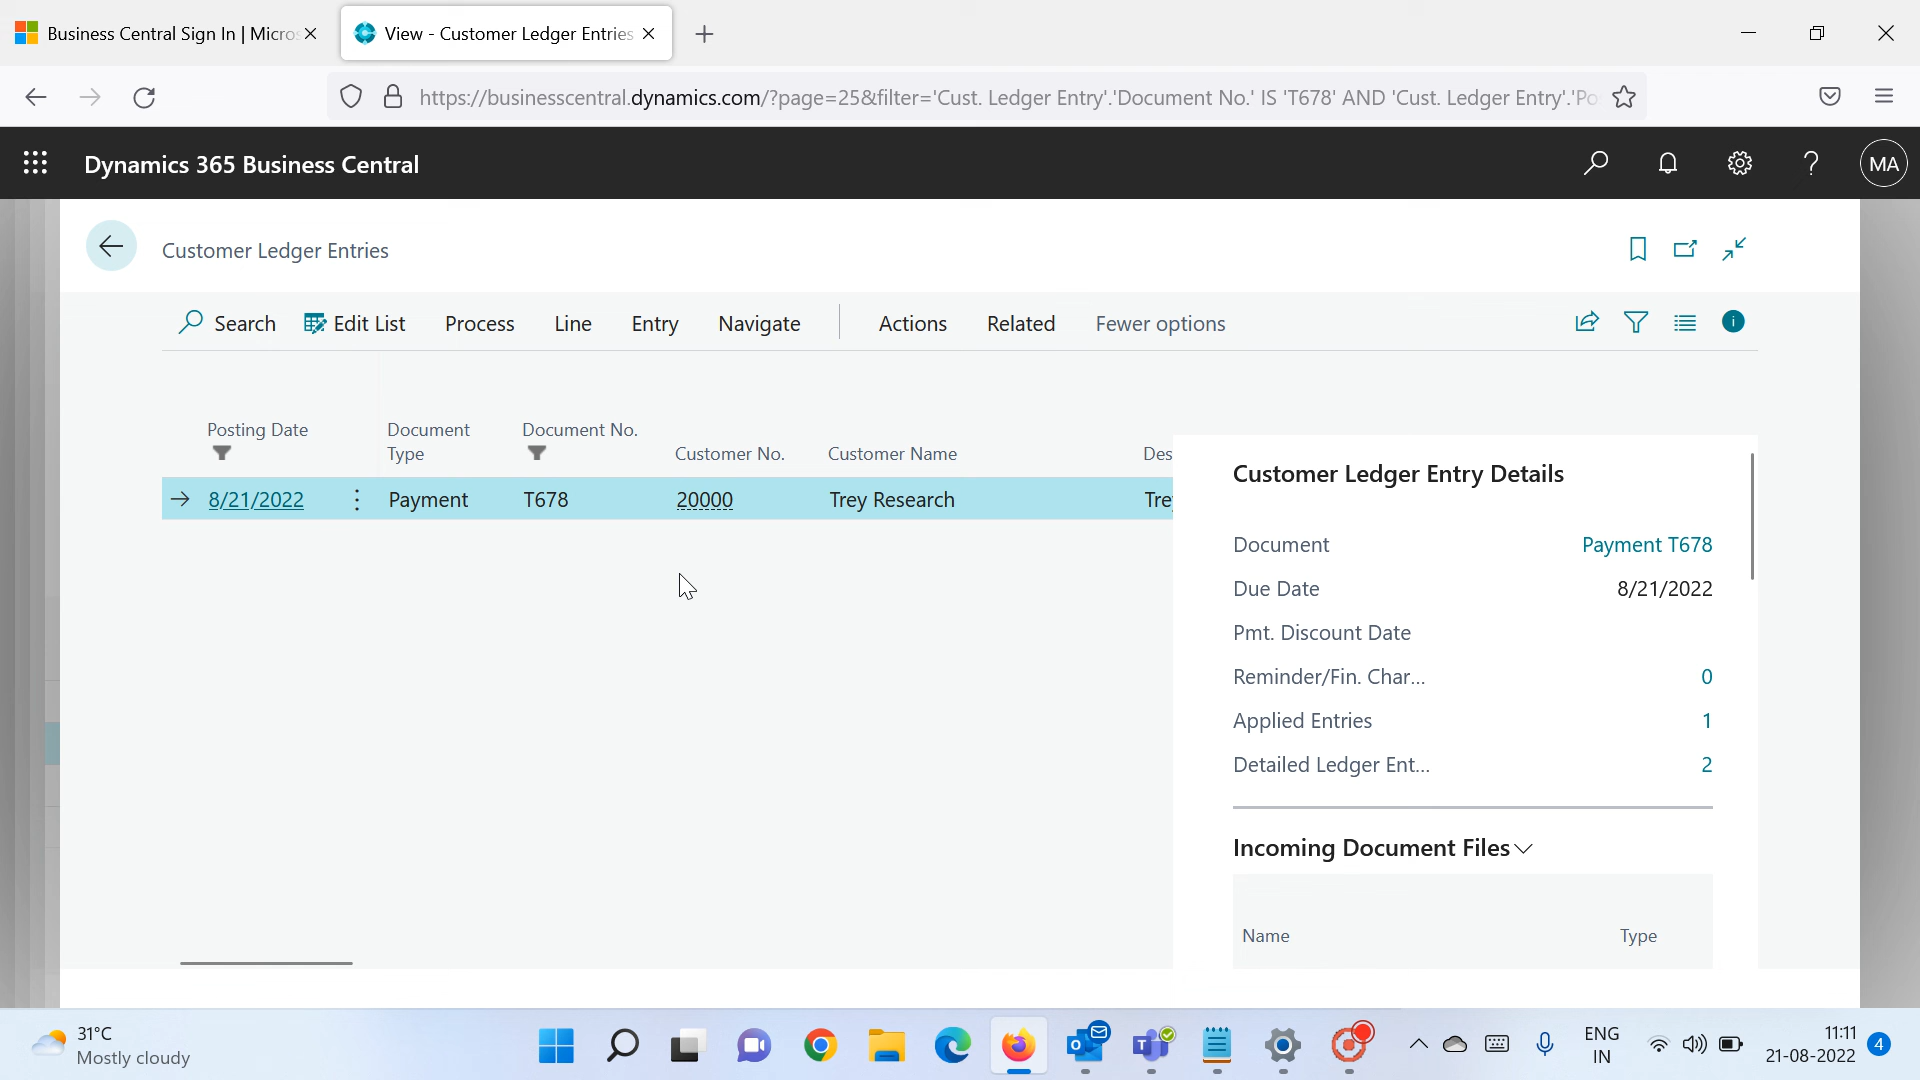 Business Central Sign In | Micros
View - Customer Ledger Entries
https://businesscentral.dynamics.com/?page=25&filter='Cust. Ledger Entry'.'Document No.' IS 'T678' AND 'Cust. Ledger Entry'.'Po
Dynamics 365 Business Central
MA
Customer Ledger Entries
Search
Edit List
Process
Line
Entry
Navigate
Actions
Related
Fewer options
Posting Date
Document
Type
Document No.
Customer No.
Customer Name
Des
8/21/2022
Payment
T678
20000
Trey Research
Tre
Customer Ledger Entry Details
Document Payment T678
Due Date 8/21/2022
Pmt. Discount Date
Reminder/Fin. Char... 0
Applied Entries 1
Detailed Ledger Ent... 2
Incoming Document Files
Name Type
31°C
Mostly cloudy
ENG
IN
11:11
21-08-2022
4